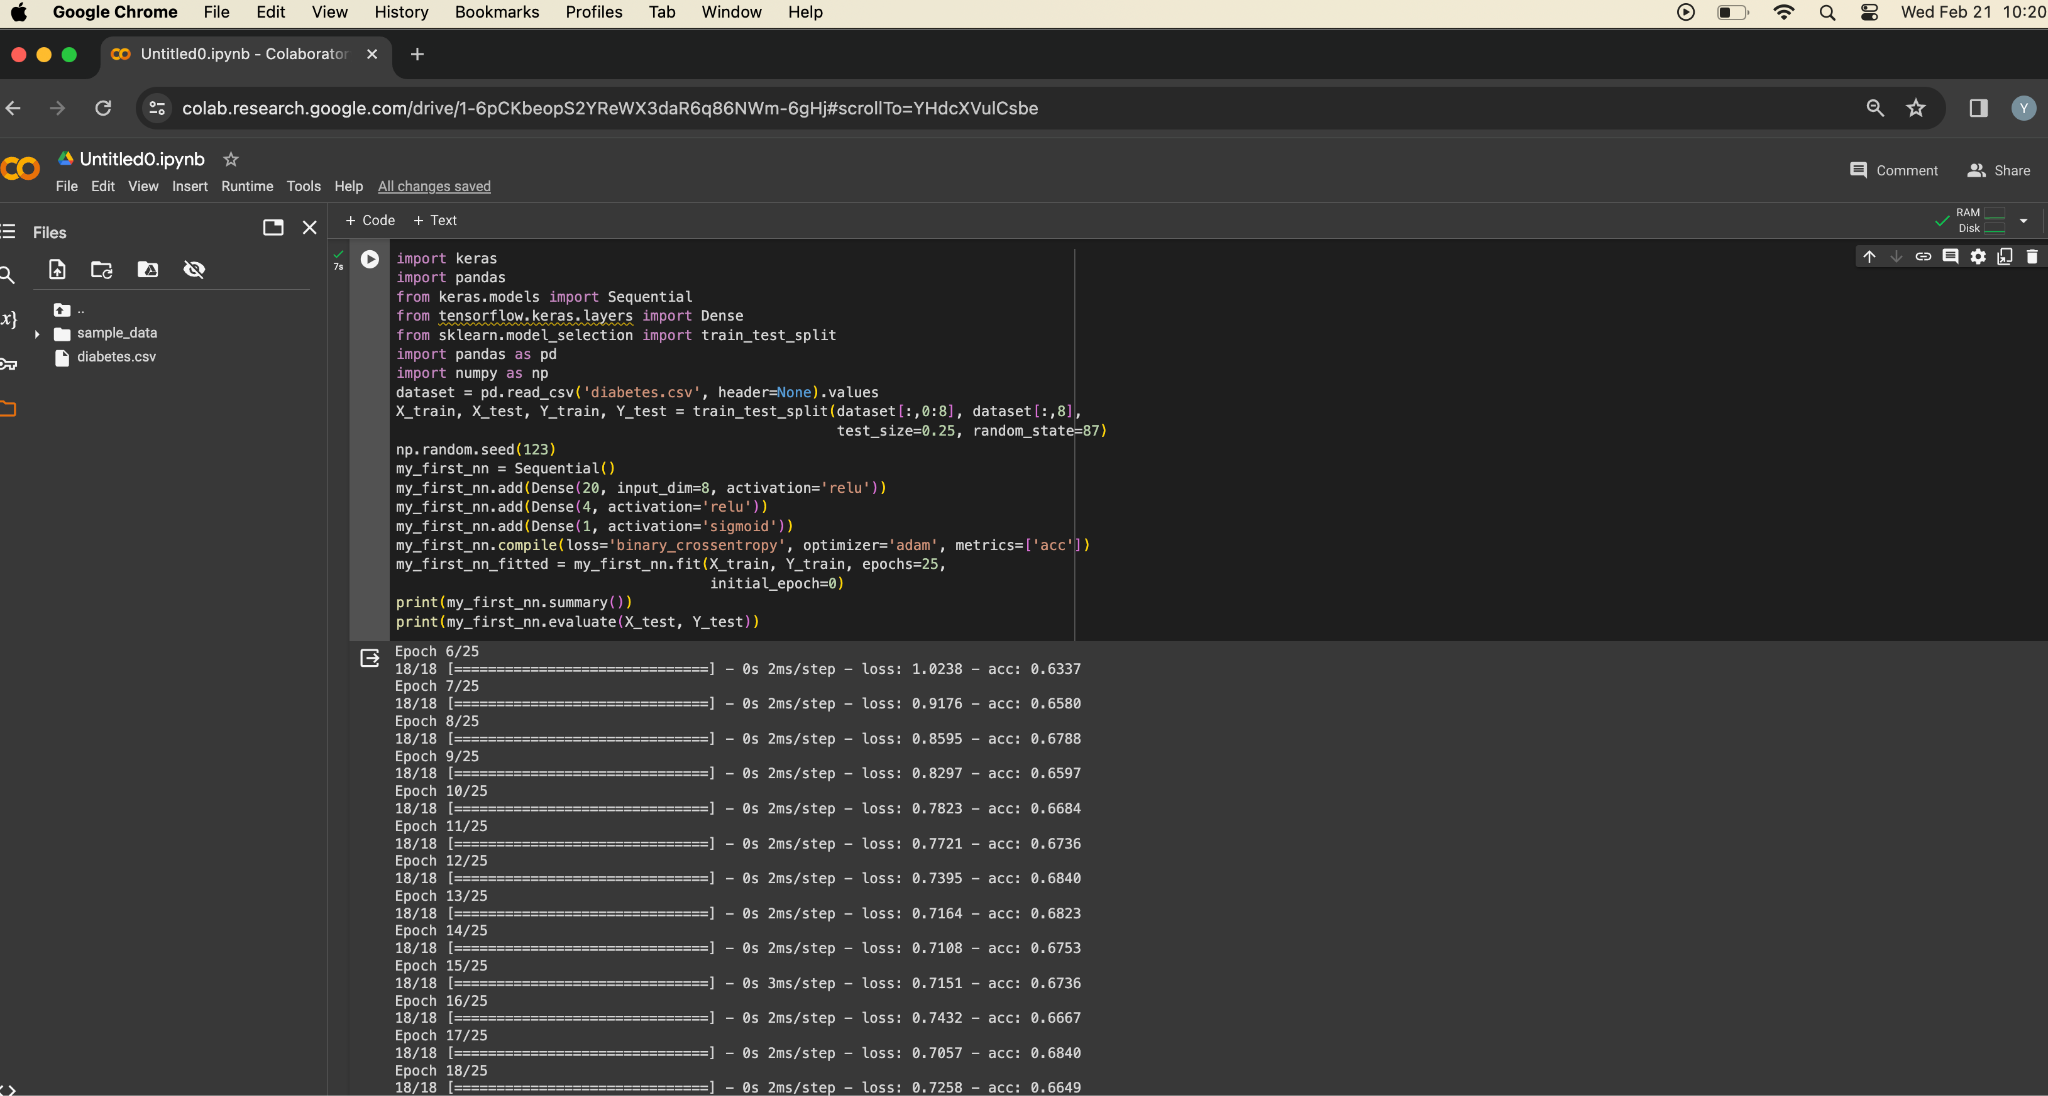 Google Chrome File Edit View History Bookmarks Profiles Tab Window Help Wed Feb 21 10:20
Untitled0.ipynb - Colaborator
colab.research.google.com/drive/1-6pCKbeopS2YReWX3daR6q86NWm-6gHj#scrollTo=YHdcXVulCsbe
Y
Untitled0.ipynb
File Edit View Insert Runtime Tools Help All changes saved
Comment Share
Files
+ Code + Text
RAM
Disk
..
sample_data
diabetes.csv
{x}
7s
import keras
import pandas
from keras.models import Sequential
from tensorflow.keras.layers import Dense
from sklearn.model_selection import train_test_split
import pandas as pd
import numpy as np
dataset = pd.read_csv('diabetes.csv', header=None).values
X_train, X_test, Y_train, Y_test = train_test_split(dataset[:,0:8], dataset[:,8],
test_size=0.25, random_state=87)
np.random.seed(123)
my_first_nn = Sequential()
my_first_nn.add(Dense(20, input_dim=8, activation='relu'))
my_first_nn.add(Dense(4, activation='relu'))
my_first_nn.add(Dense(1, activation='sigmoid'))
my_first_nn.compile(loss='binary_crossentropy', optimizer='adam', metrics=['acc'])
my_first_nn_fitted = my_first_nn.fit(X_train, Y_train, epochs=25,
initial_epoch=0)
print(my_first_nn.summary())
print(my_first_nn.evaluate(X_test, Y_test))
Epoch 6/25
18/18 [==============================] - 0s 2ms/step - loss: 1.0238 - acc: 0.6337
Epoch 7/25
18/18 [==============================] - 0s 2ms/step - loss: 0.9176 - acc: 0.6580
Epoch 8/25
18/18 [==============================] - 0s 2ms/step - loss: 0.8595 - acc: 0.6788
Epoch 9/25
18/18 [==============================] - 0s 2ms/step - loss: 0.8297 - acc: 0.6597
Epoch 10/25
18/18 [==============================] - 0s 2ms/step - loss: 0.7823 - acc: 0.6684
Epoch 11/25
18/18 [==============================] - 0s 2ms/step - loss: 0.7721 - acc: 0.6736
Epoch 12/25
18/18 [==============================] - 0s 2ms/step - loss: 0.7395 - acc: 0.6840
Epoch 13/25
18/18 [==============================] - 0s 2ms/step - loss: 0.7164 - acc: 0.6823
Epoch 14/25
18/18 [==============================] - 0s 2ms/step - loss: 0.7108 - acc: 0.6753
Epoch 15/25
18/18 [==============================] - 0s 3ms/step - loss: 0.7151 - acc: 0.6736
Epoch 16/25
18/18 [==============================] - 0s 2ms/step - loss: 0.7432 - acc: 0.6667
Epoch 17/25
18/18 [==============================] - 0s 2ms/step - loss: 0.7057 - acc: 0.6840
Epoch 18/25
18/18 [==============================] - 0s 2ms/step - loss: 0.7258 - acc: 0.6649